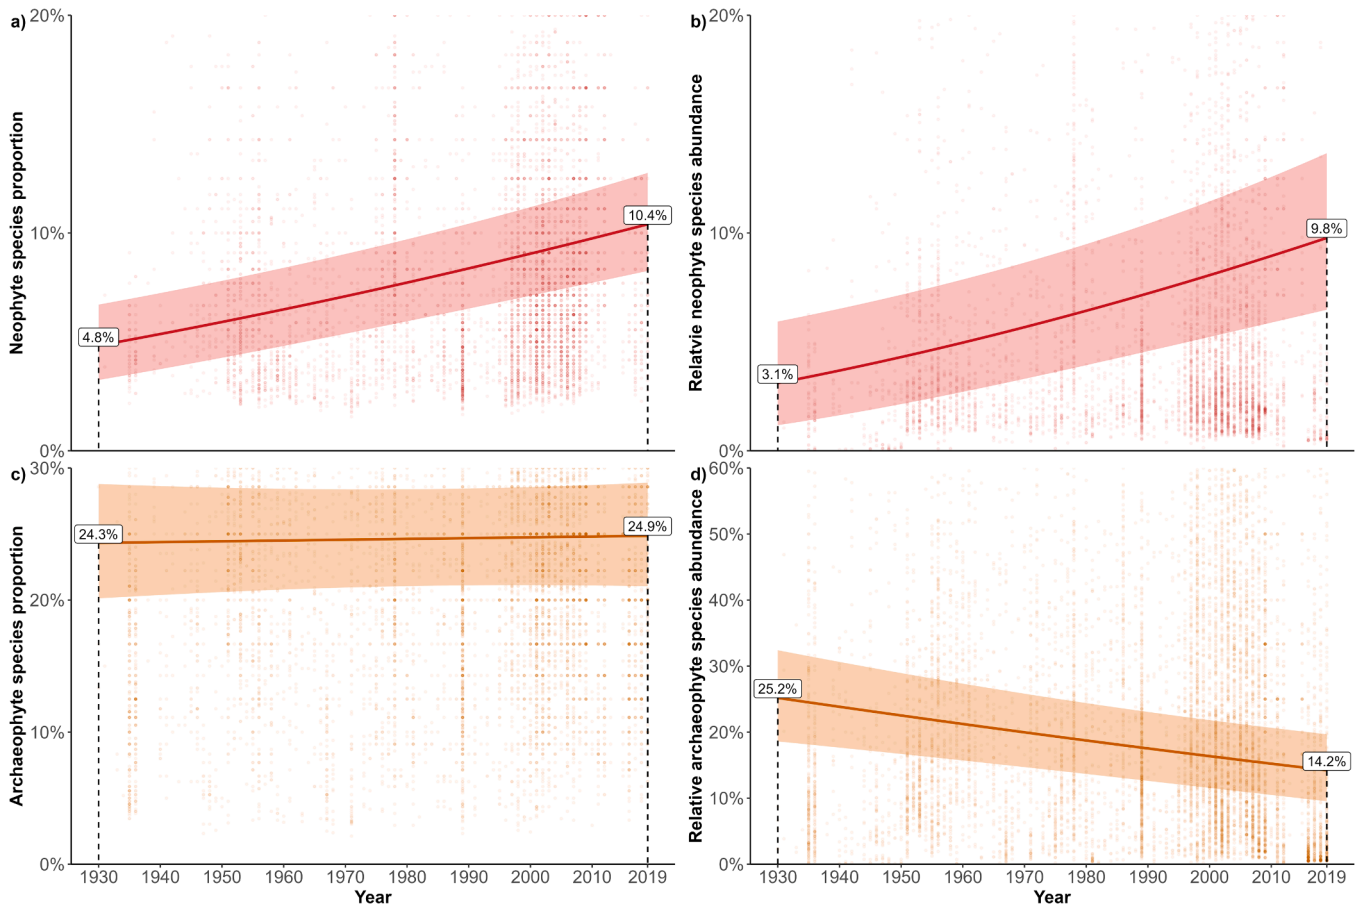 a)
20%
10%
0%
Neophyte species proportion
4.8%
10.4%
b)
20%
10%
0%
Relatvie neophyte species abundance
3.1%
9.8%
c)
30%
20%
10%
0%
Archaeophyte species proportion
24.3%
24.9%
1930 1940 1950 1960 1970 1980 1990 2000 2010 2019
Year
d)
60%
50%
40%
30%
20%
10%
0%
Relative archaeophyte species abundance
25.2%
14.2%
1930 1940 1950 1960 1970 1980 1990 2000 2010 2019
Year